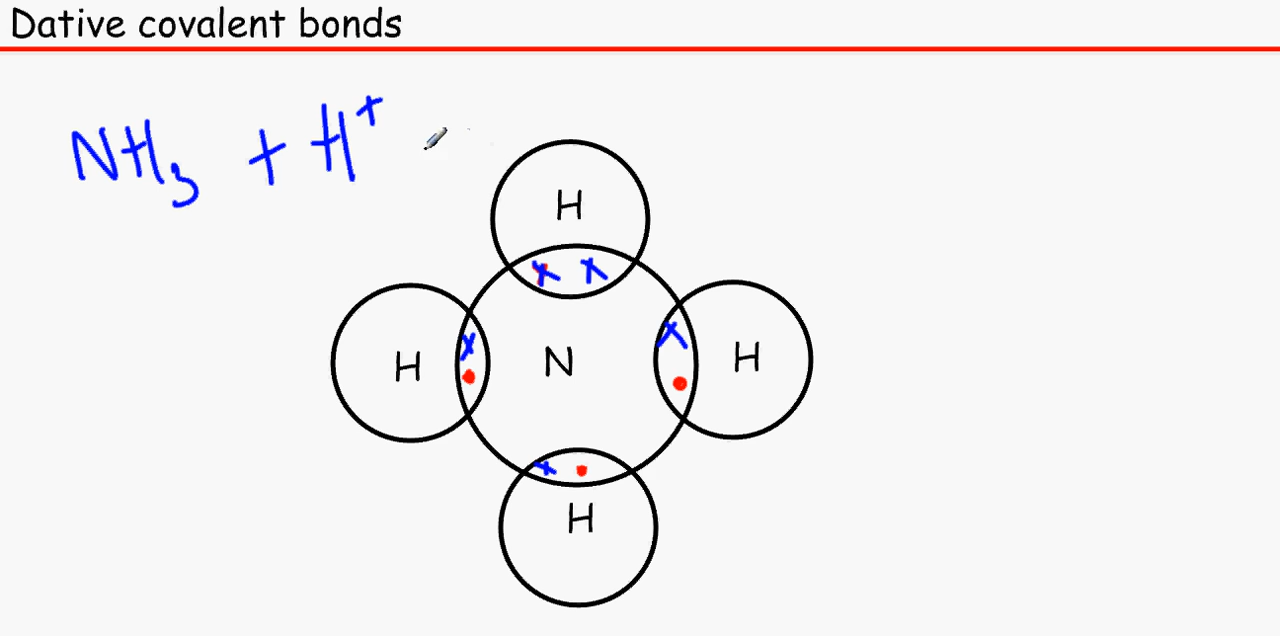 Dative covalent bonds
NH₃ + H⁺
H
H N H
H